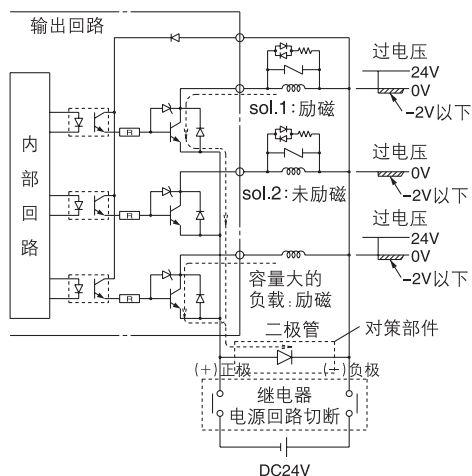 输出回路
内部回路
R
R
R
sol.1:励磁
sol.2:未励磁
容量大的
负载:励磁
过电压
24V
0V
-2V以下
过电压
0V
-2V以下
过电压
24V
0V
-2V以下
二极管
对策部件
(+)正极
(-)负极
继电器
电源回路切断
DC24V